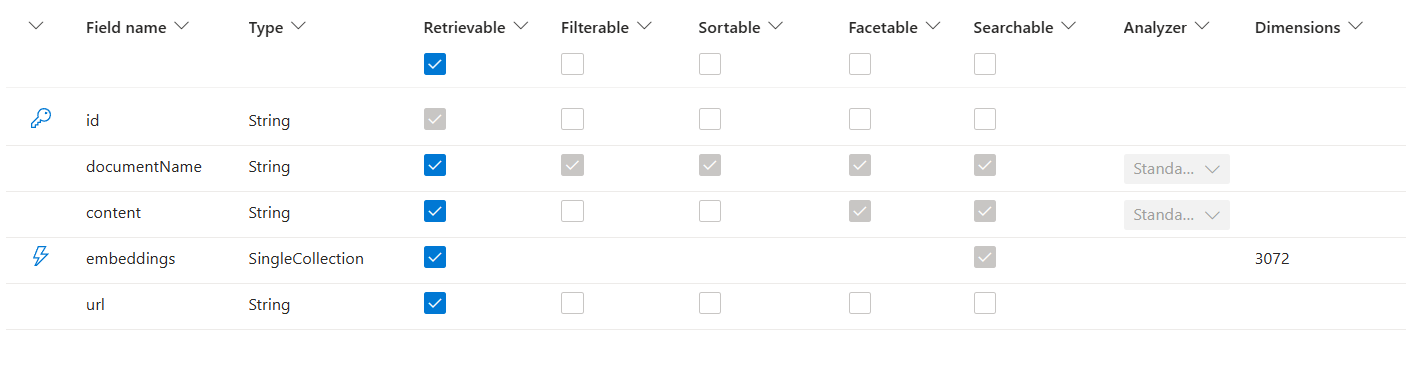 Field name Type Retrievable Filterable Sortable Facetable Searchable Analyzer Dimensions
id String
documentName String Standa...
content String Standa...
embeddings SingleCollection 3072
url String